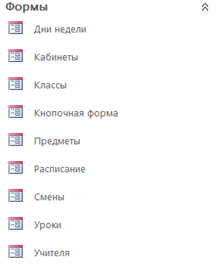 Формы
Дни недели
Кабинеты
Классы
Кнопочная форма
Предметы
Расписание
Смены
Уроки
Учителя